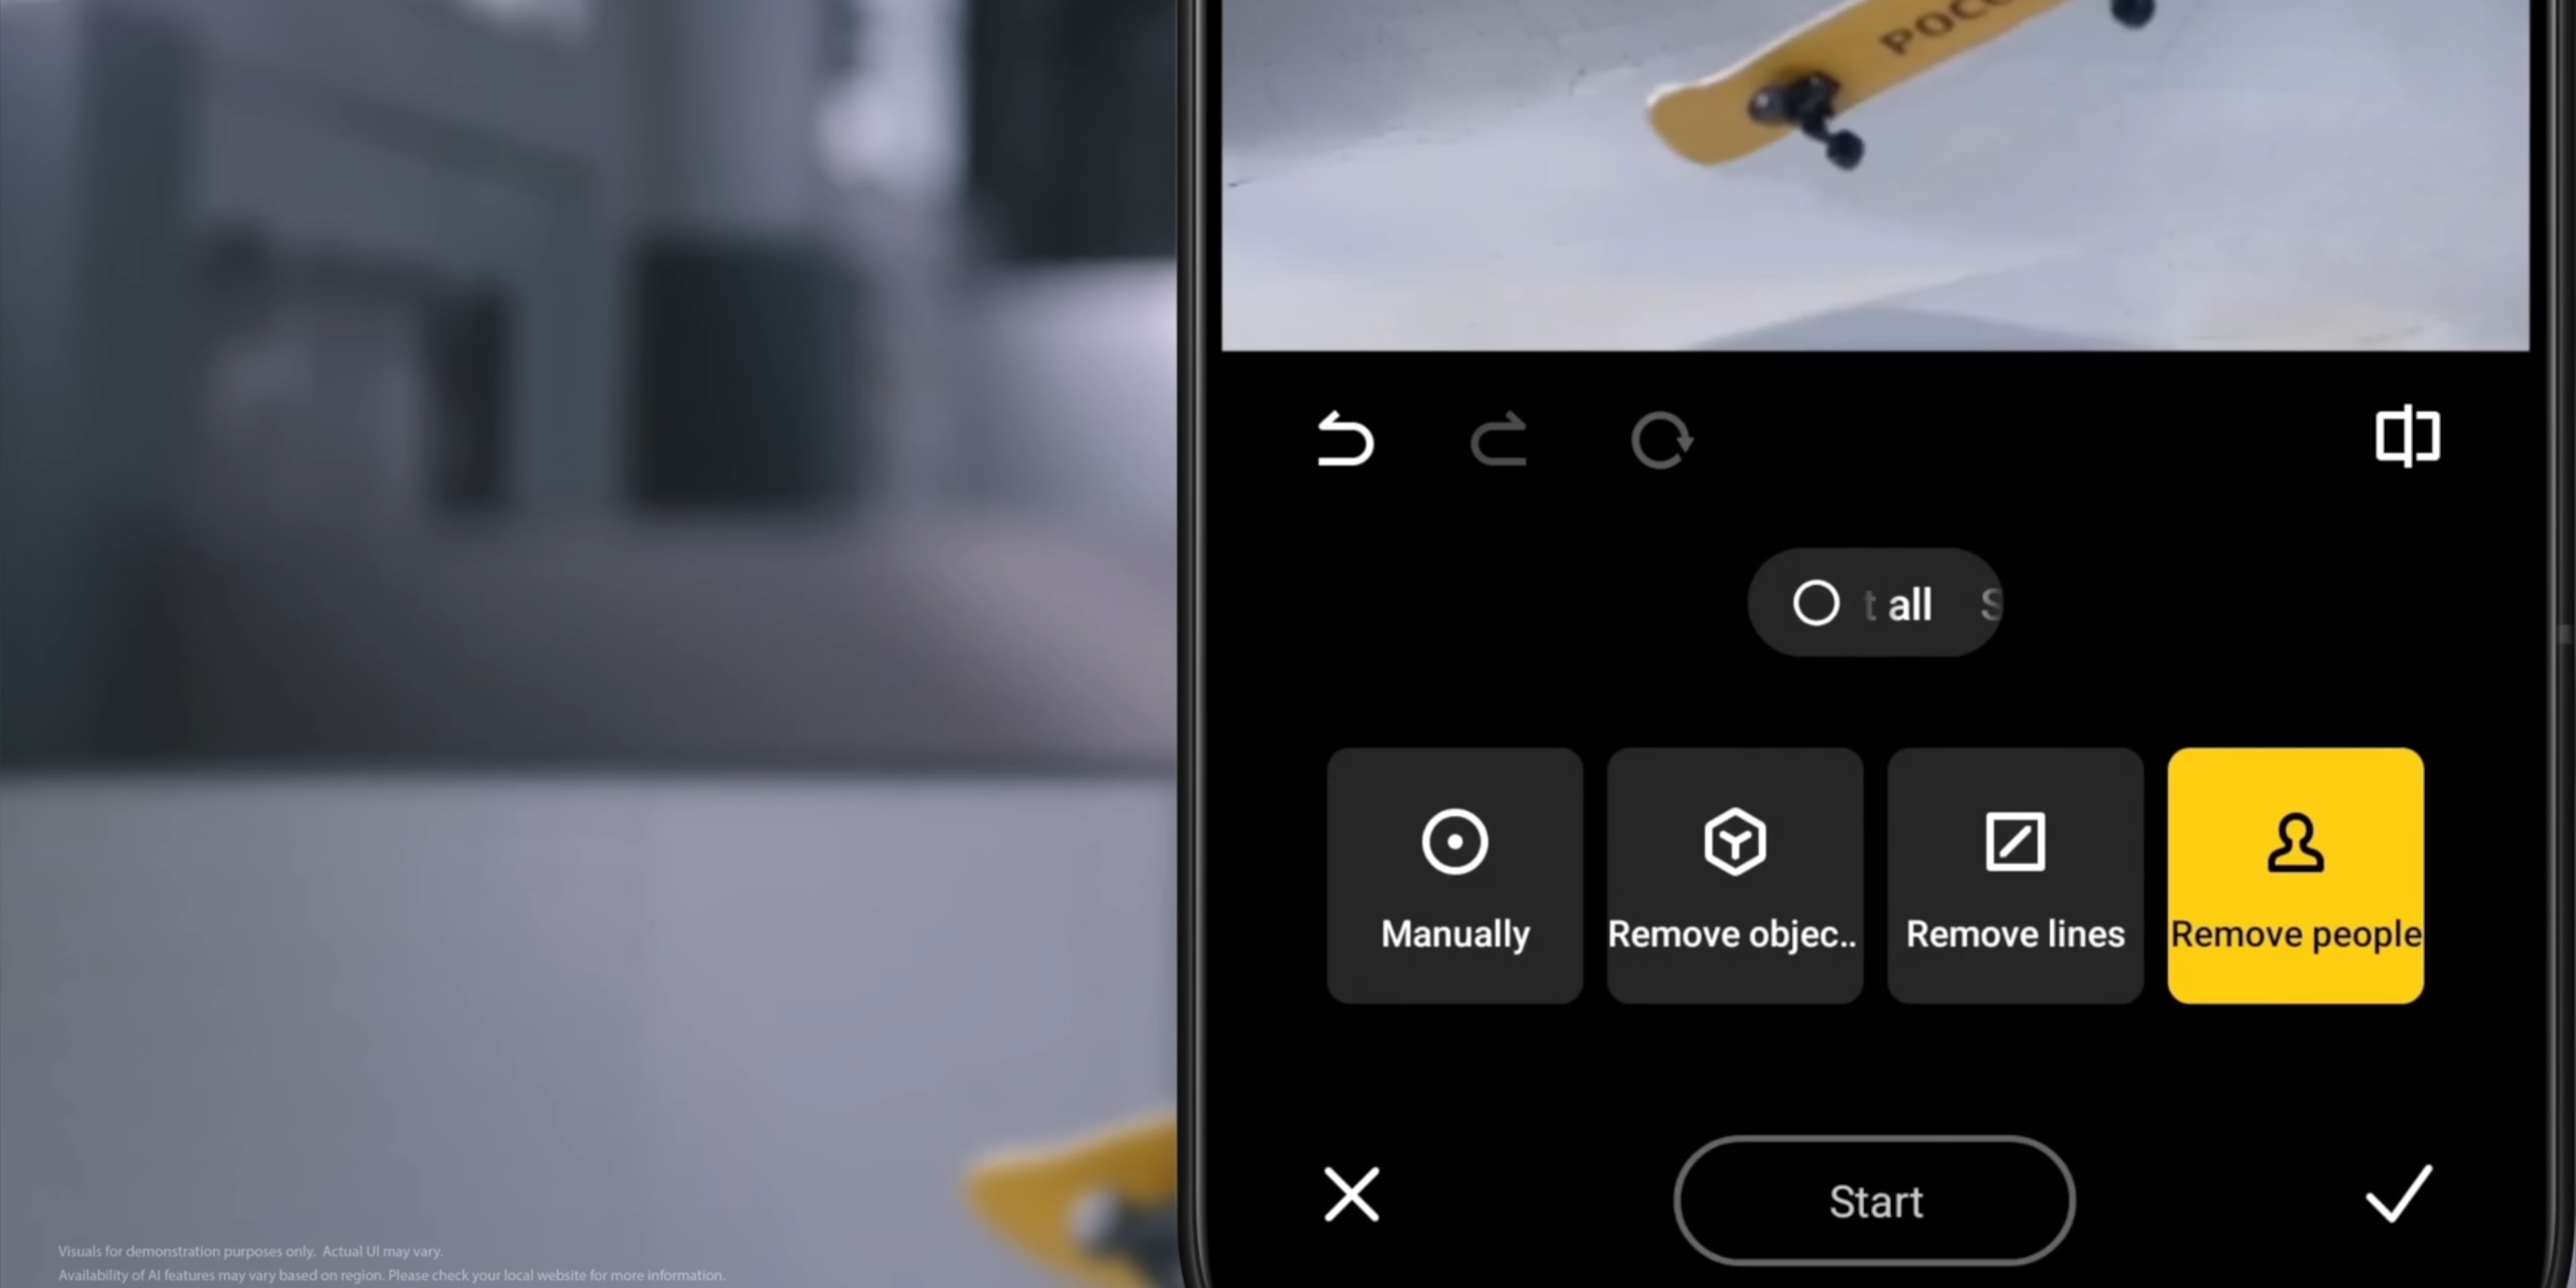 POCO
t all S
Manually
Remove objec..
Remove lines
Remove people
Start
Visuals for demonstration purposes only. Actual UI may vary.
Availability of AI features may vary based on region. Please check your local website for more information.